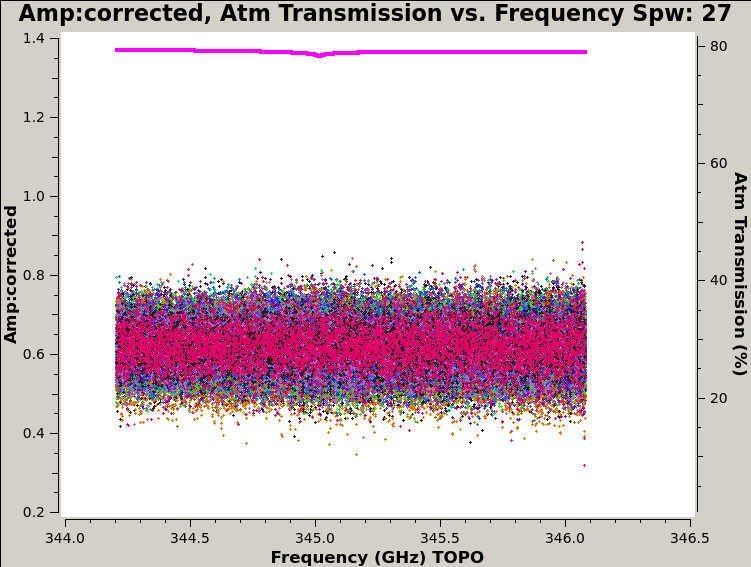 Amp:corrected, Atm Transmission vs. Frequency Spw: 27
1.4
1.2
1.0
0.8
0.6
0.4
0.2
Amp:corrected
80
60
40
20
Atm Transmission (%)
344.0 344.5 345.0 345.5 346.0 346.5
Frequency (GHz) TOPO